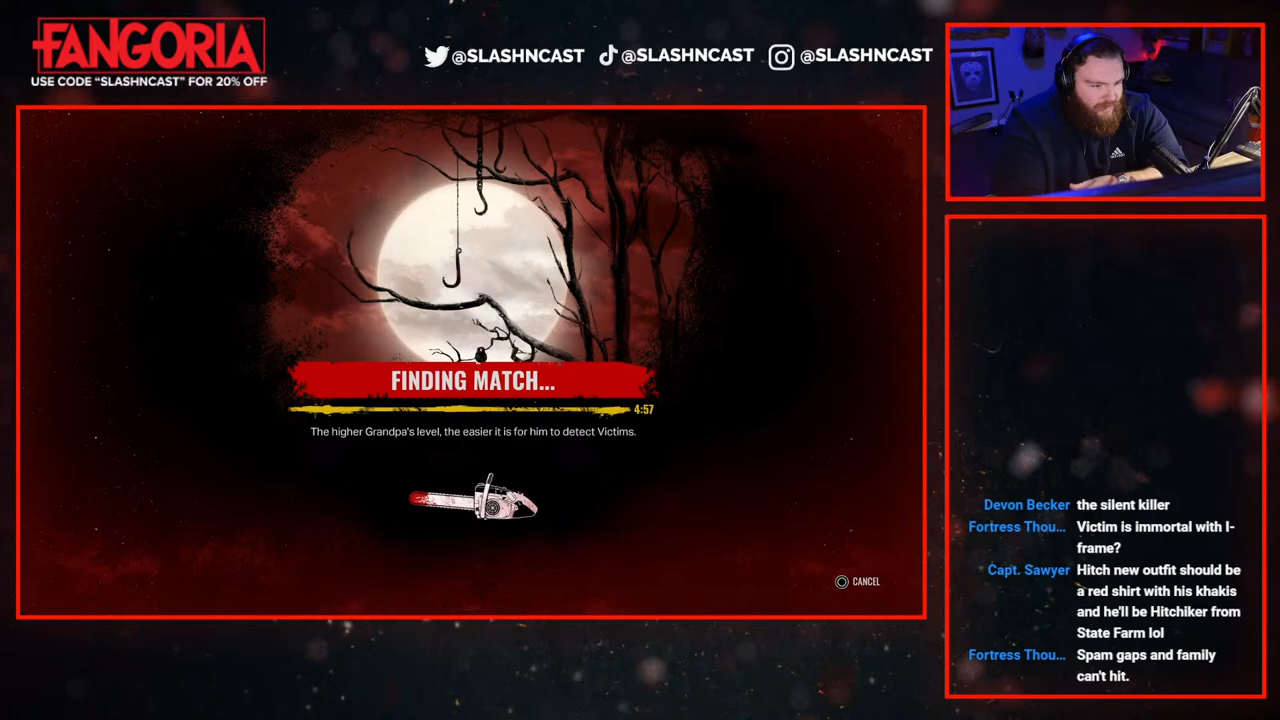 FANGORIA
USE CODE "SLASHNCAST" FOR 20% OFF
@SLASHNCAST @SLASHNCAST @SLASHNCAST
FINDING MATCH...
4:57
The higher Grandpa's level, the easier it is for him to detect Victims.
CANCEL
Devon Becker the silent killer
Fortress Thou... Victim is immortal with I-
frame?
Capt. Sawyer Hitch new outfit should be
a red shirt with his khakis
and he'll be Hitchiker from
State Farm lol
Fortress Thou... Spam gaps and family
can't hit.